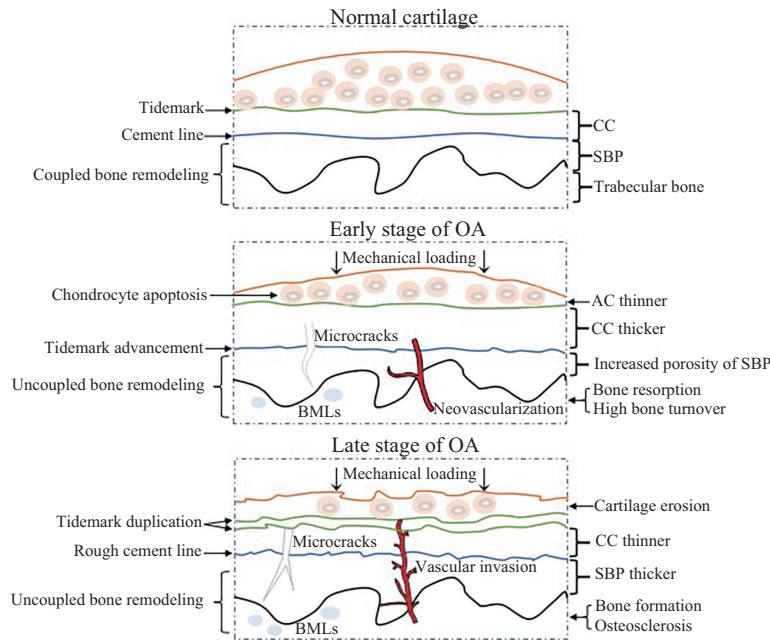 Normal cartilage
Tidemark
Cement line
CC
SBP
Coupled bone remodeling
Trabecular bone
Early stage of OA
Mechanical loading
Chondrocyte apoptosis
AC thinner
CC thicker
Microcracks
Tidemark advancement
Increased porosity of SBP
Uncoupled bone remodeling
Bone resorption
High bone turnover
BMLs
Neovascularization
Late stage of OA
Mechanical loading
Cartilage erosion
Tidemark duplication
Microcracks
CC thinner
Rough cement line
Vascular invasion
SBP thicker
Uncoupled bone remodeling
Bone formation
Osteosclerosis
BMLs